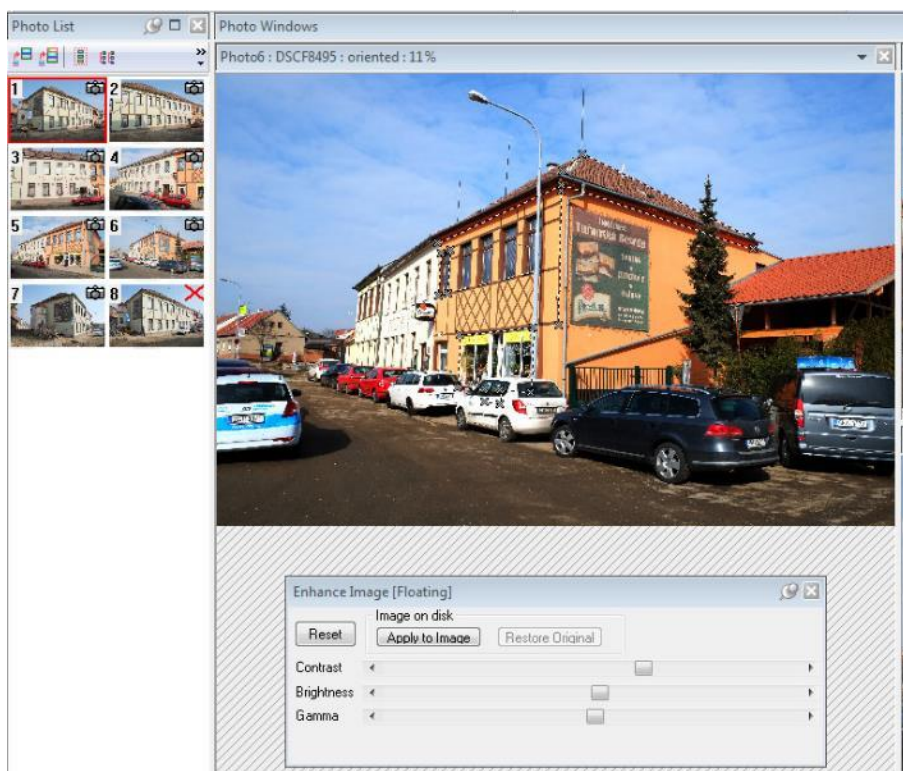 Photo List
Photo Windows
Photo6 : DSCF8495 : oriented : 11%
1
2
3
4
5
6
7
8
Enhance Image [Floating]
Image on disk
Reset
Apply to Image
Restore Original
Contrast
Brightness
Gamma